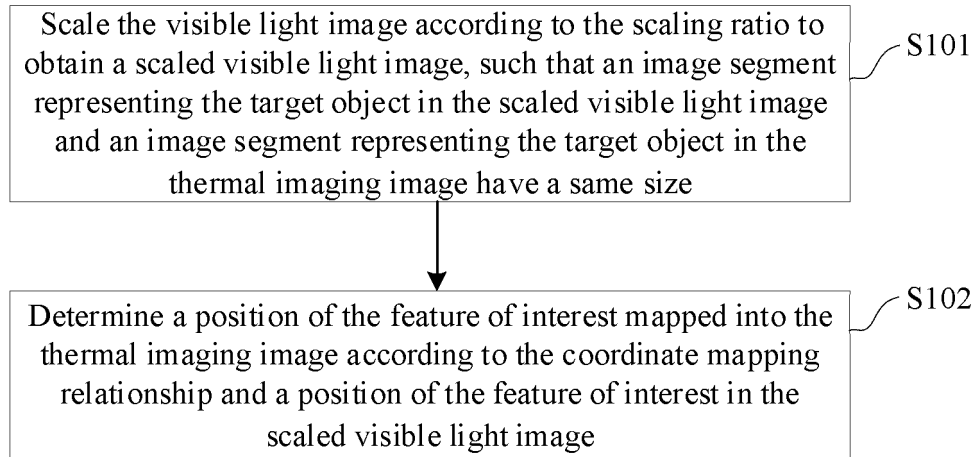 Scale the visible light image according to the scaling ratio to
obtain a scaled visible light image, such that an image segment
representing the target object in the scaled visible light image
and an image segment representing the target object in the
thermal imaging image have a same size
S101
Determine a position of the feature of interest mapped into the
thermal imaging image according to the coordinate mapping
relationship and a position of the feature of interest in the
scaled visible light image
S102